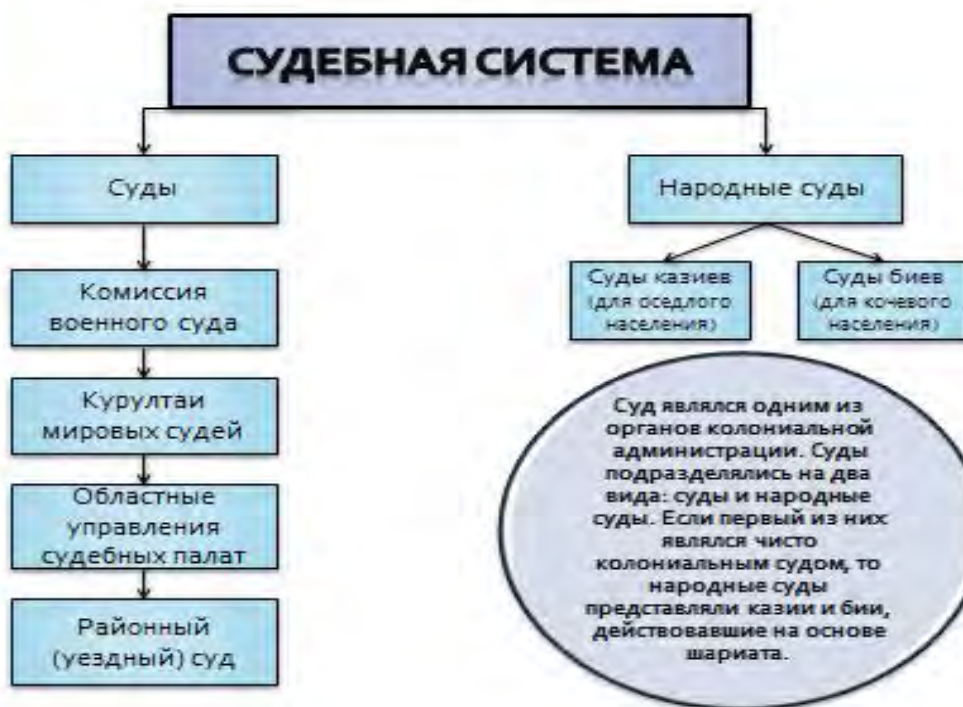 СУДЕБНАЯ СИСТЕМА
Суды
Комиссия
военного суда
Курултаи
мировых судей
Областные
управления
судебных палат
Районный
(уездный) суд
Народные суды
Суды казиев
(для оседлого
населения)
Суды биев
(для кочевого
населения)
Суд являлся одним из
органов колониальной
администрации. Суды
подразделялись на два
вида: суды и народные
суды. Если первый из них
являлся чисто
колониальным судом, то
народные суды
представляли казии и бии,
действовавшие на основе
шариата.